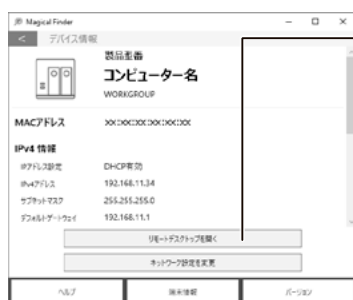 Magical Finder
< デバイス情報
製品型番
コンピューター名
WORKGROUP
MACアドレス xx:xx:xx:xx:xx:xx
IPv4 情報
IPアドレス設定 DHCP有効
IPv4アドレス 192.168.11.34
サブネットマスク 255.255.255.0
デフォルトゲートウェイ 192.168.11.1
リモートデスクトップを開く
ネットワーク設定を変更
ヘルプ 端末情報 バージョン